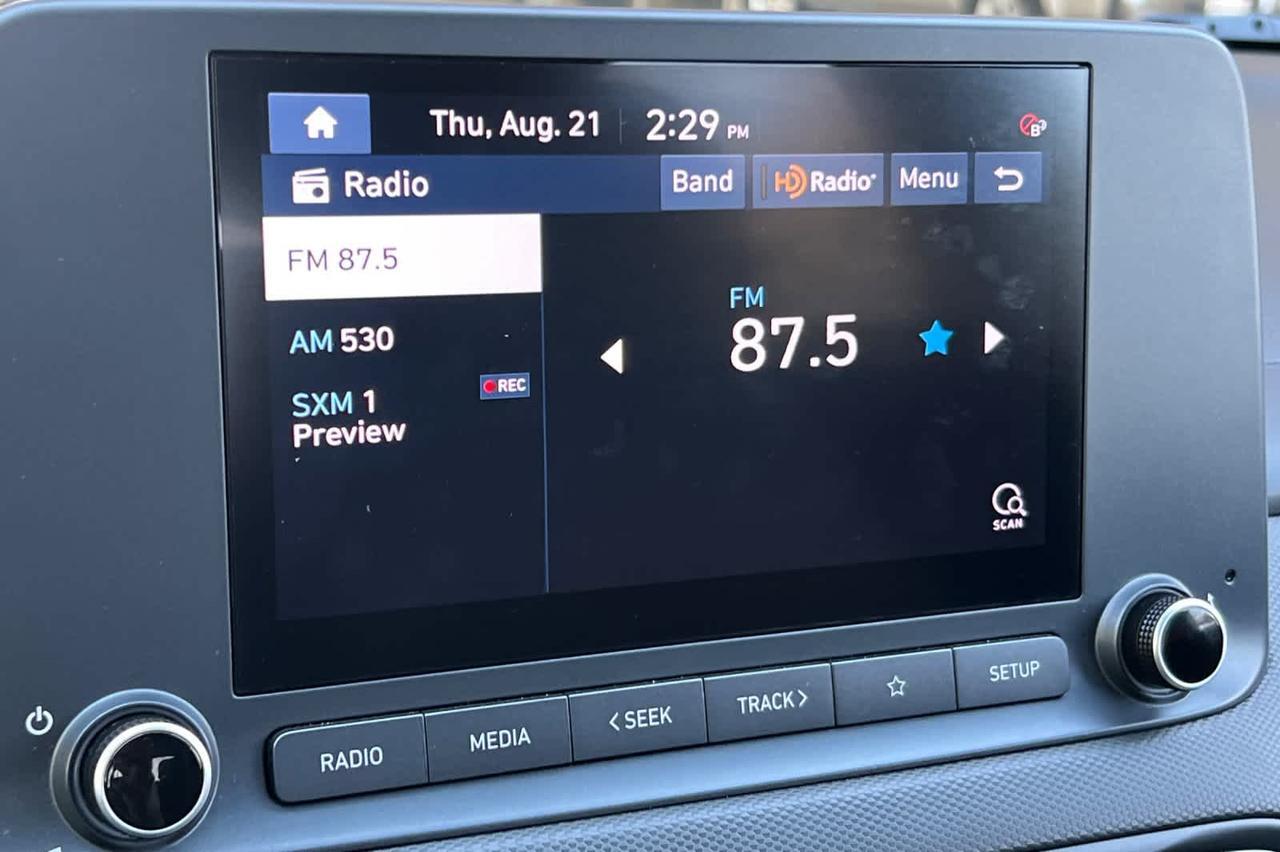 Thu, Aug. 21 2:29 PM
B
Radio Band HD Radio Menu
FM 87.5
AM 530
SXM 1
REC
Preview
FM
87.5
SCAN
RADIO MEDIA < SEEK TRACK > SETUP